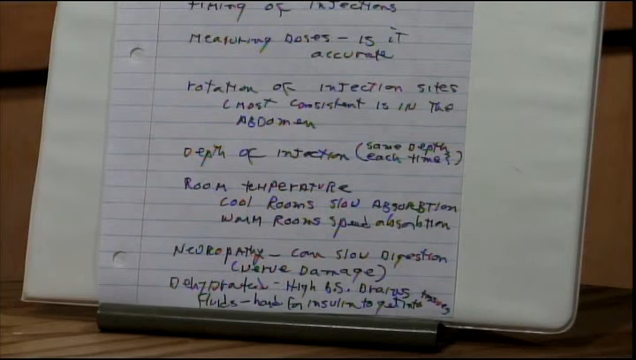 timing of injections
Measuring Doses - is it
accurate
rotation of injection sites
(most consistent is in the
ABDomen
Depth of injection (same Depth
each time?)
Room temperature
Cool Rooms slow ABSORBtion
warm Rooms speed absorbtion
Neuropathy - can slow Digestion
(nerve Damage)
Dehydrated - High B.S. Drains
Fluids - hard for insulin to get into